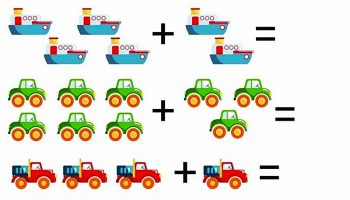 + =
+ =
+ =